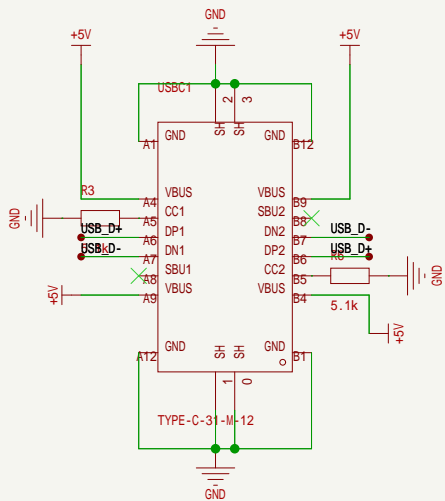 GND
+5V
+5V
USBC1
2
3
SH
SH
GND
GND
A1
B12
R3
VBUS
VBUS
A4
B9
GND
CC1
SBU2
A5
B8
USB_D+
DP1
DN2
USB_D-
A6
B7
USB_D-
DN1
DP2
USB_D+
A7
B6
SBU1
CC2
A8
B5
GND
+5V
VBUS
VBUS
A9
B4
5.1k
+5V
GND
GND
A12
B1
SH
SH
1
0
TYPE-C-31-M-12
GND